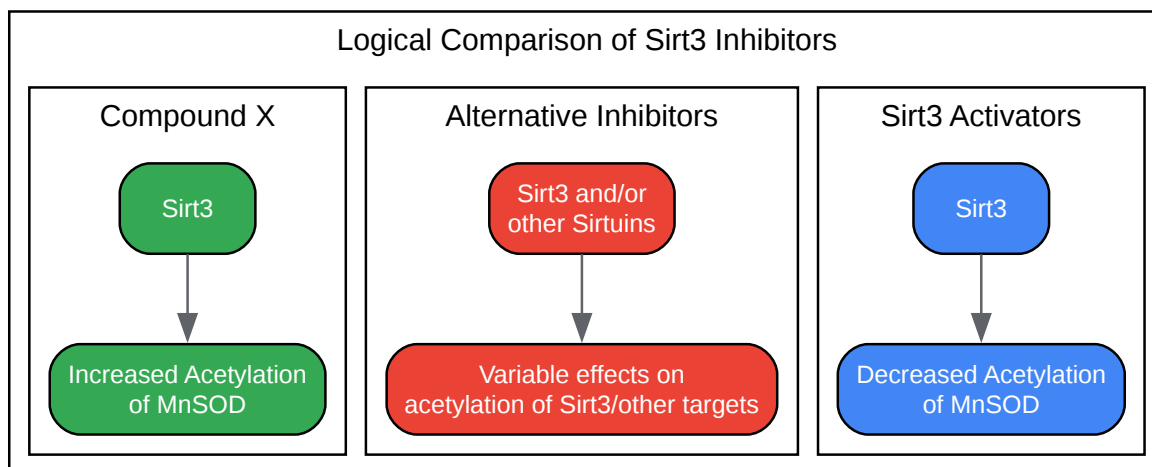 Logical Comparison of Sirt3 Inhibitors
Compound X
Sirt3
Increased Acetylation
of MnSOD
Alternative Inhibitors
Sirt3 and/or
other Sirtuins
Variable effects on
acetylation of Sirt3/other targets
Sirt3 Activators
Sirt3
Decreased Acetylation
of MnSOD